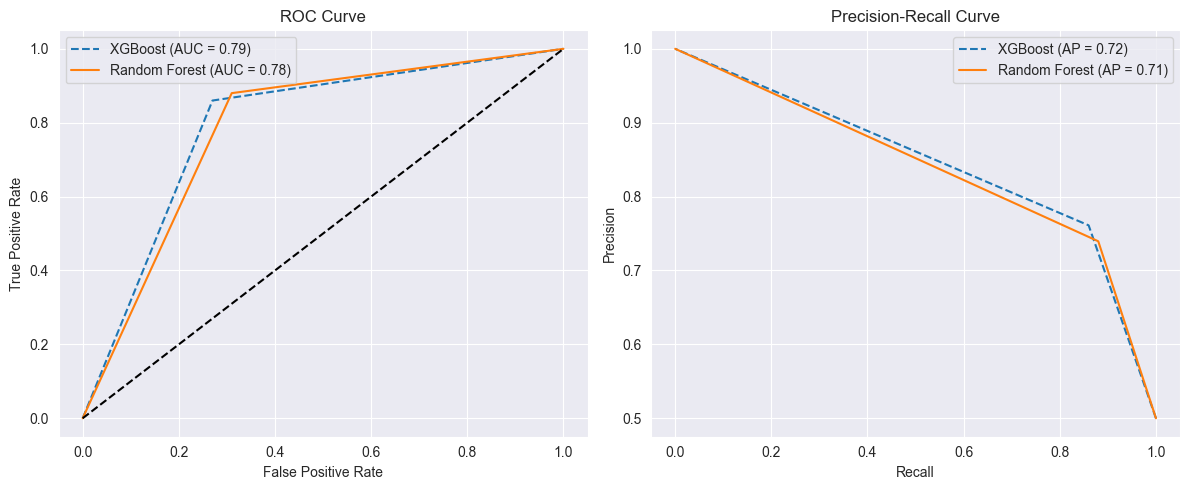 ROC Curve
XGBoost (AUC = 0.79)
Random Forest (AUC = 0.78)
1.0
0.8
0.6
0.4
0.2
0.0
True Positive Rate
0.0 0.2 0.4 0.6 0.8 1.0
False Positive Rate
Precision-Recall Curve
XGBoost (AP = 0.72)
Random Forest (AP = 0.71)
1.0
0.9
0.8
0.7
0.6
0.5
Precision
0.0 0.2 0.4 0.6 0.8 1.0
Recall